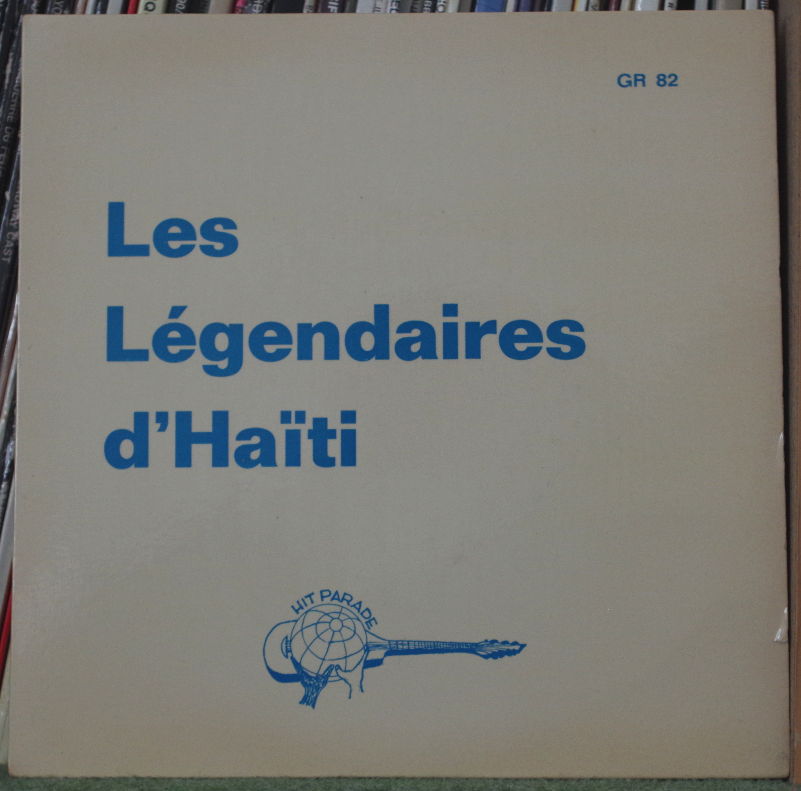 GR 82
Les
Légendaires
d'Haïti
HIT PARADE